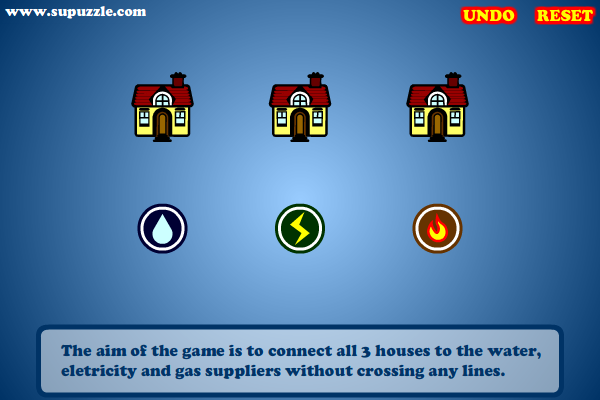 www.supuzzle.com
UNDO RESET
The aim of the game is to connect all 3 houses to the water,
eletricity and gas suppliers without crossing any lines.